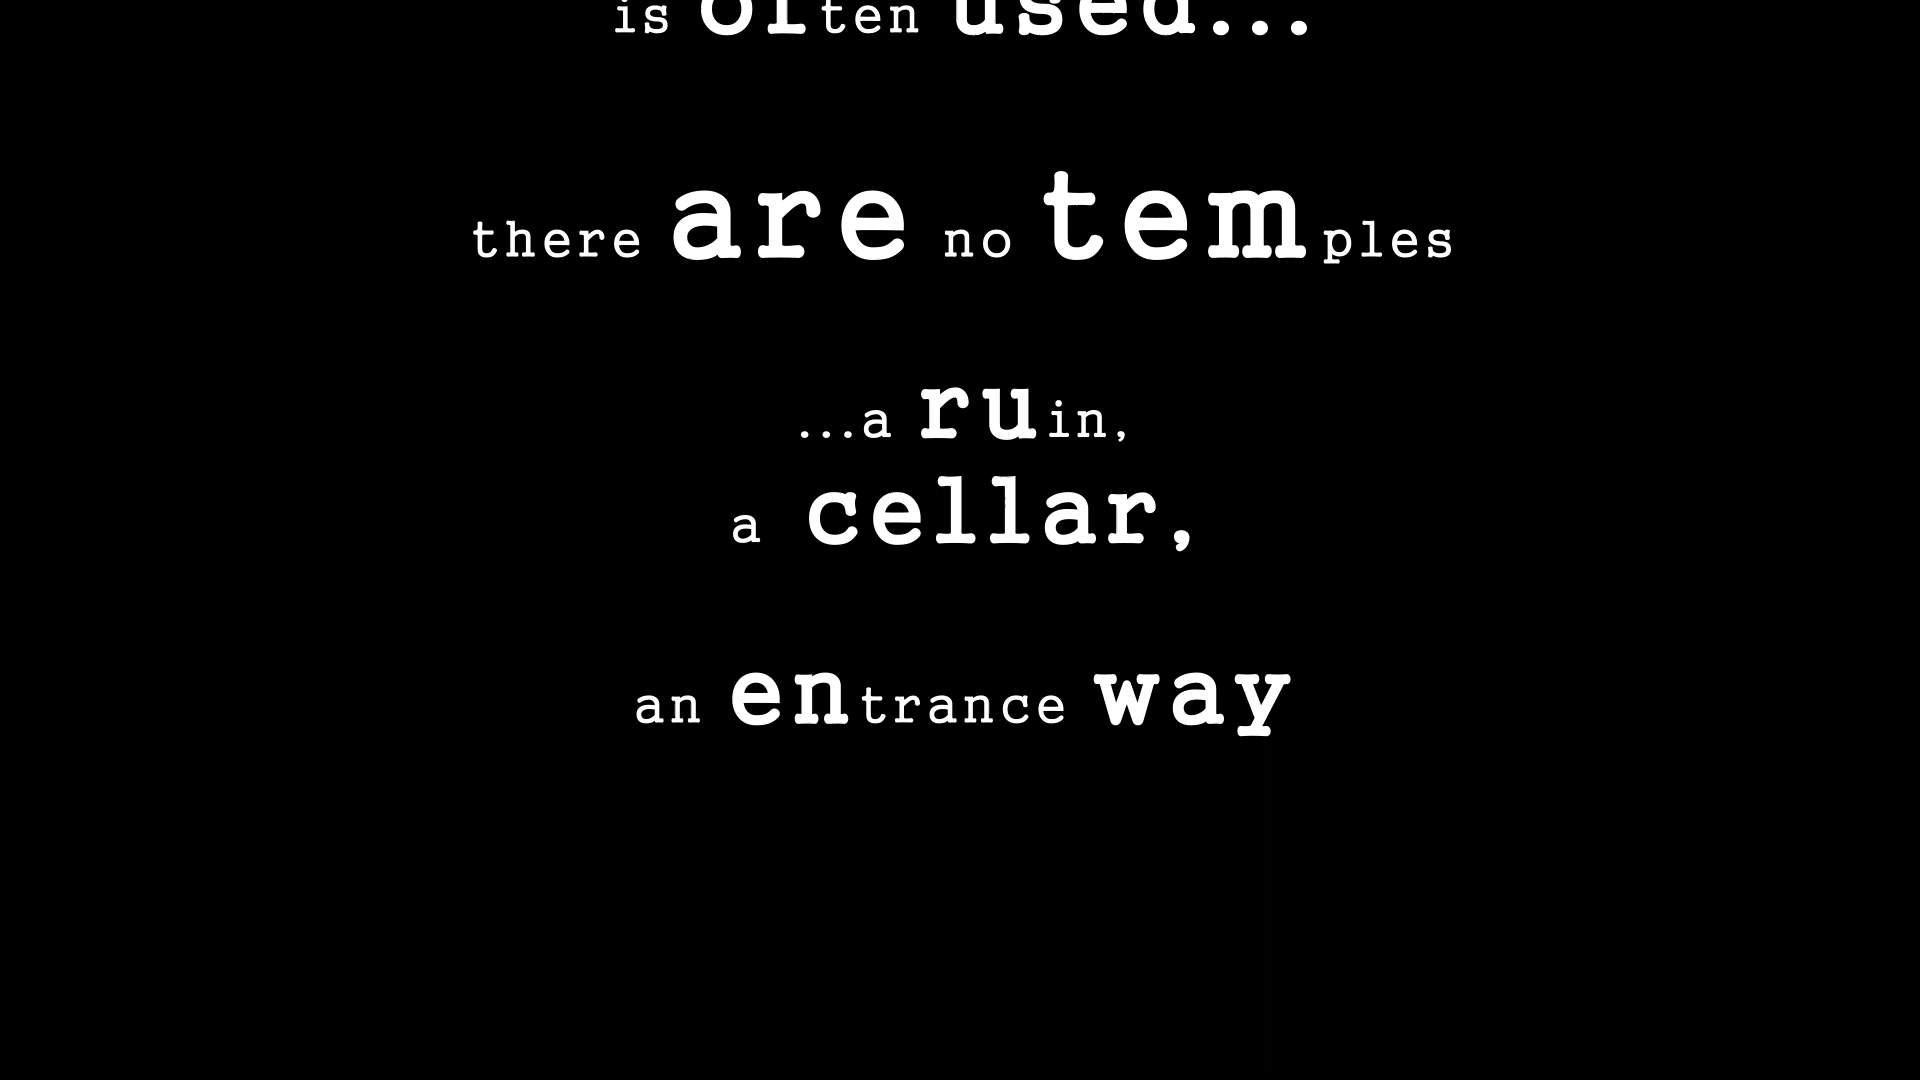 is often used...
there are no temples
...a ruin,
a cellar,
an entrance way